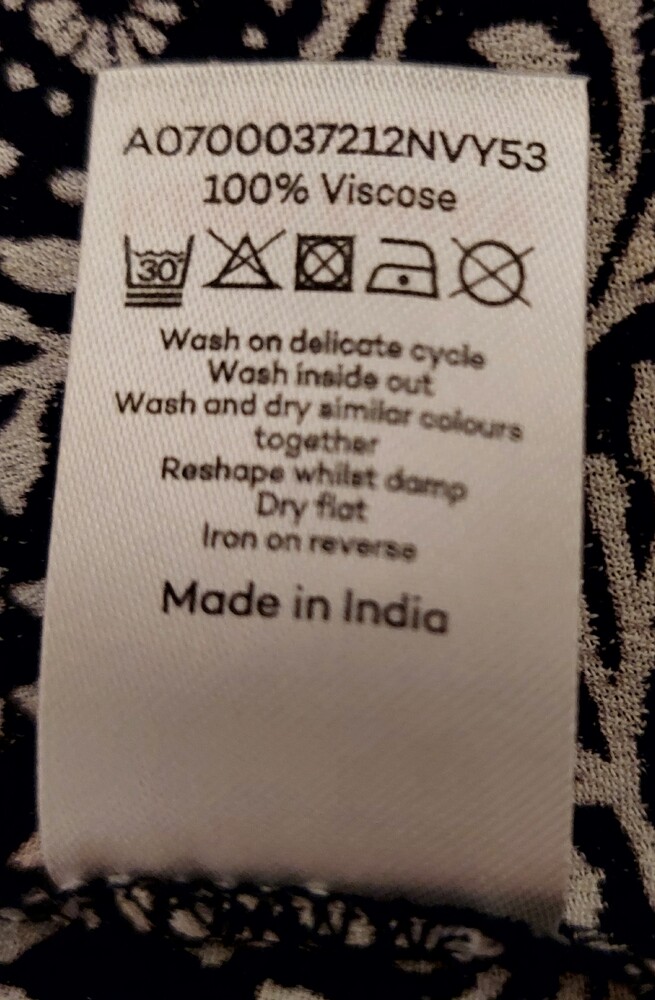 A0700037212NVY53
100% Viscose
30
Wash on delicate cycle
Wash inside out
Wash and dry similar colours
together
Reshape whilst damp
Dry flat
Iron on reverse
Made in India